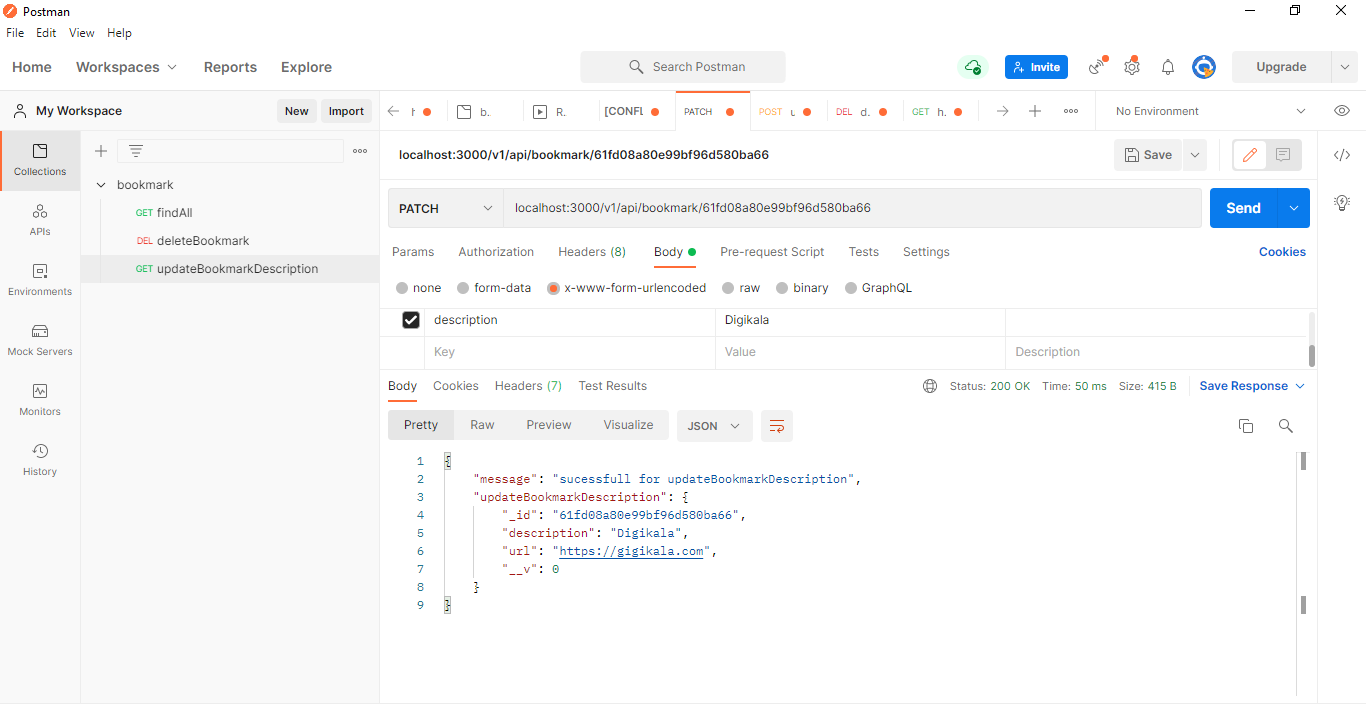 Postman
File Edit View Help
Home Workspaces Reports Explore Search Postman Invite Upgrade
My Workspace New Import
b. R. [CONFL PATCH POST DEL d. GET h. No Environment
Collections
APIs
Environments
Mock Servers
Monitors
History
bookmark
GET findAll
DEL deleteBookmark
GET updateBookmarkDescription
localhost:3000/v1/api/bookmark/61fd08a80e99bf96d580ba66 Save
PATCH localhost:3000/v1/api/bookmark/61fd08a80e99bf96d580ba66 Send
Params Authorization Headers (8) Body Pre-request Script Tests Settings Cookies
none form-data x-www-form-urlencoded raw binary GraphQL
description Digikala
Key Value Description
Body Cookies Headers (7) Test Results Status: 200 OK Time: 50 ms Size: 415 B Save Response
Pretty Raw Preview Visualize JSON
1 {
2 "message": "sucessfull for updateBookmarkDescription",
3 "updateBookmarkDescription": {
4 "_id": "61fd08a80e99bf96d580ba66",
5 "description": "Digikala",
6 "url": "https://gigikala.com",
7 "__v": 0
8 }
9 }